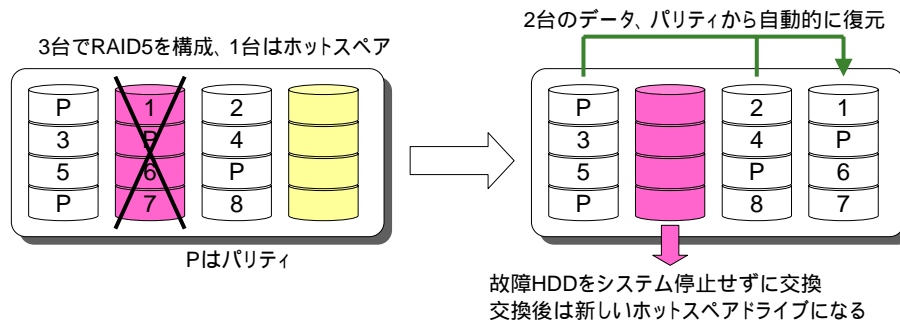 3台でRAID5を構成、1台はホットスペア
P 1 2
3 P 4
5 6 P
P 7 8
Pはパリティ
2台のデータ、パリティから自動的に復元
P 2 1
3 4 P
5 P 6
P 8 7
故障HDDをシステム停止せずに交換
交換後は新しいホットスペアドライブになる